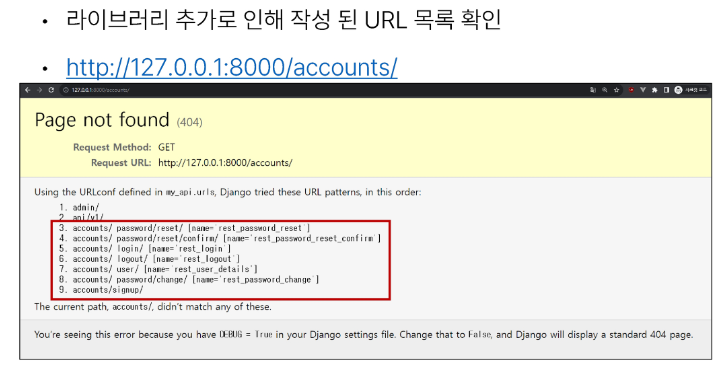 • 라이브러리 추가로 인해 작성 된 URL 목록 확인
• http://127.0.0.1:8000/accounts/
127.0.0.1:8000/accounts/
Page not found (404)
Request Method: GET
Request URL: http://127.0.0.1:8000/accounts/
Using the URLconf defined in my_api.urls, Django tried these URL patterns, in this order:
1. admin/
2. api/v1/
3. accounts/ password/reset/ [name='rest_password_reset']
4. accounts/ password/reset/confirm/ [name='rest_password_reset_confirm']
5. accounts/ login/ [name='rest_login']
6. accounts/ logout/ [name='rest_logout']
7. accounts/ user/ [name='rest_user_details']
8. accounts/ password/change/ [name='rest_password_change']
9. accounts/signup/
The current path, accounts/, didn't match any of these.
You're seeing this error because you have DEBUG = True in your Django settings file. Change that to False, and Django will display a standard 404 page.